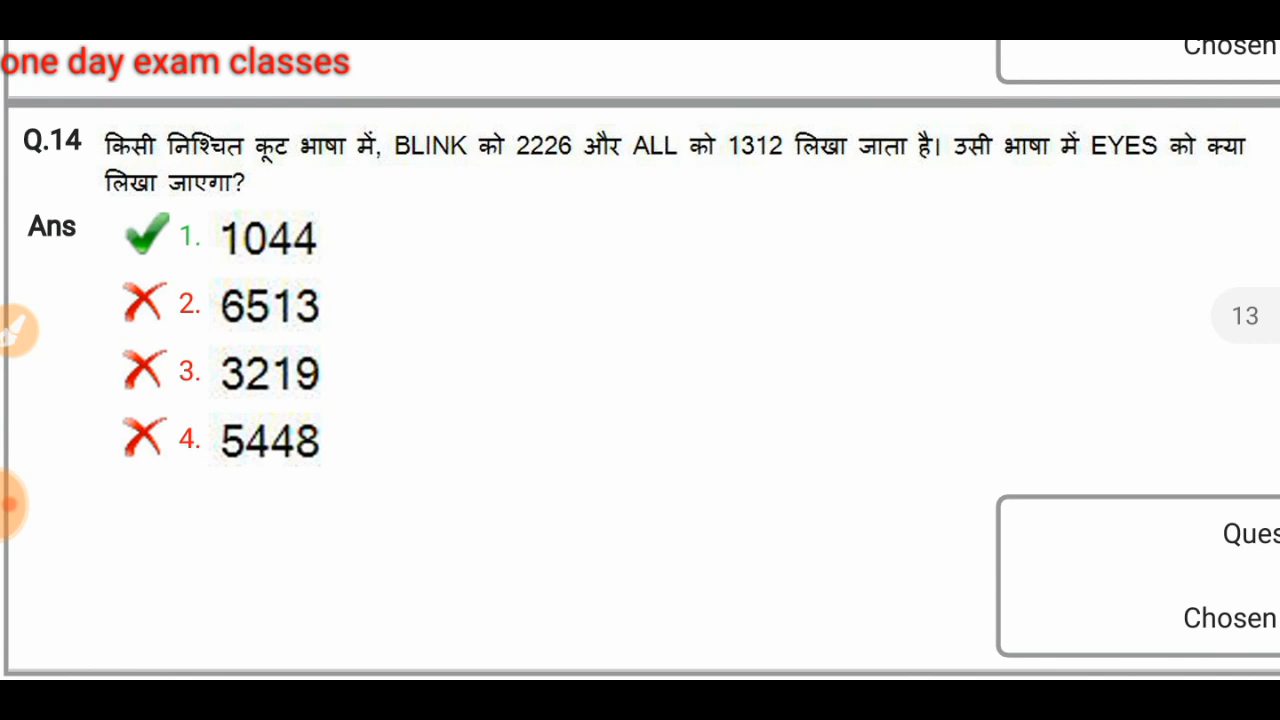 Chosen
one day exam classes
Q.14 किसी निश्चित कूट भाषा में, BLINK को 2226 और ALL को 1312 लिखा जाता है। उसी भाषा में EYES को क्या
लिखा जाएगा?
Ans 1. 1044
2. 6513
13
3. 3219
4. 5448
Ques
Chosen